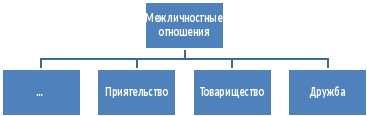 Межличностные
отношения
...
Приятельство
Товарищество
Дружба